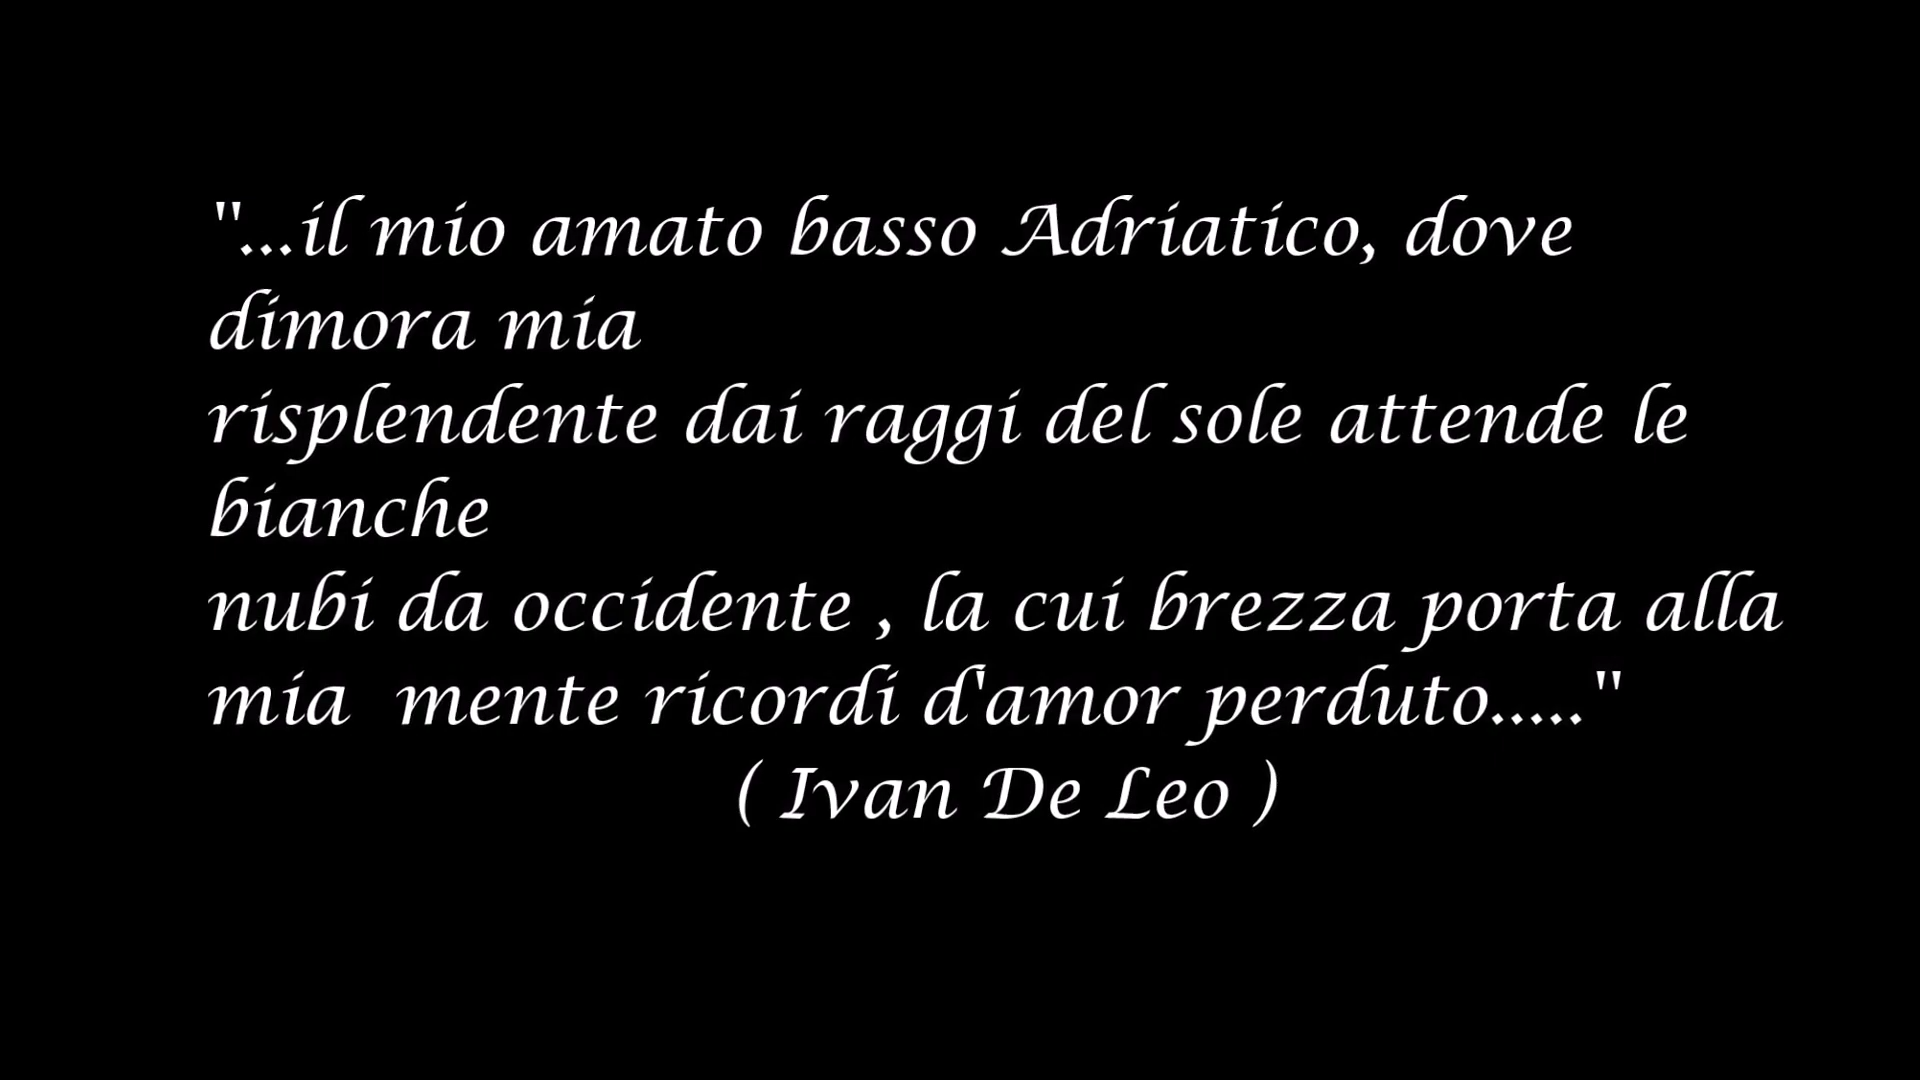 "...il mio amato basso Adriatico, dove
dimora mia
risplendente dai raggi del sole attende le
bianche
nubi da occidente , la cui brezza porta alla
mia  mente ricordi d'amor perduto....."
( Ivan De Leo )